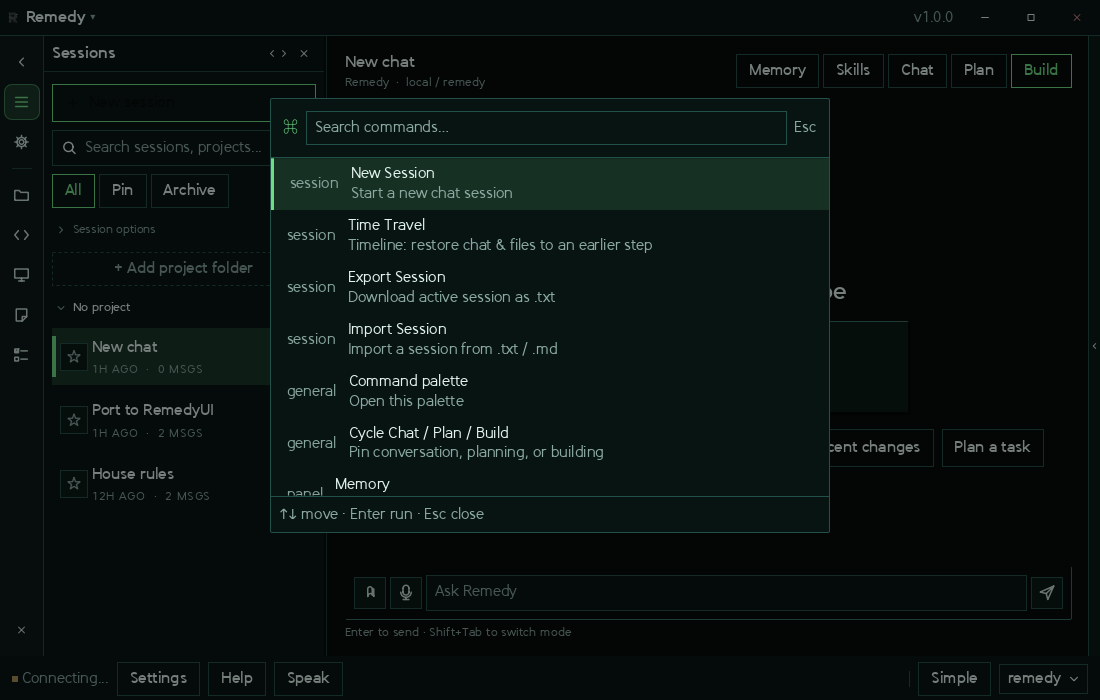 Remedy
v1.0.0
Sessions
New session
Search sessions, projects...
All
Pin
Archive
Session options
+ Add project folder
No project
New chat
1H AGO · 0 MSGS
Port to RemedyUI
1H AGO · 2 MSGS
House rules
12H AGO · 2 MSGS
New chat
Remedy · local / remedy
Memory
Skills
Chat
Plan
Build
⌘
Search commands...
Esc
session
New Session
Start a new chat session
session
Time Travel
Timeline: restore chat & files to an earlier step
session
Export Session
Download active session as .txt
session
Import Session
Import a session from .txt / .md
general
Command palette
Open this palette
general
Cycle Chat / Plan / Build
Pin conversation, planning, or building
panel
Memory
↑↓ move · Enter run · Esc close
cent changes
Plan a task
Ask Remedy
Enter to send · Shift+Tab to switch mode
Connecting...
Settings
Help
Speak
Simple
remedy